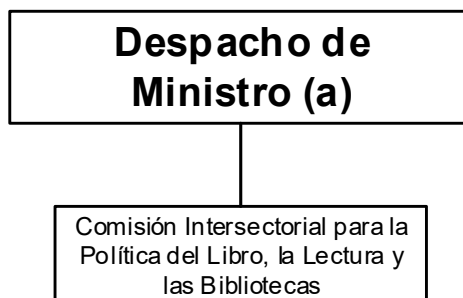 Despacho de
Ministro (a)
Comisión Intersectorial para la
Política del Libro, la Lectura y
las Bibliotecas